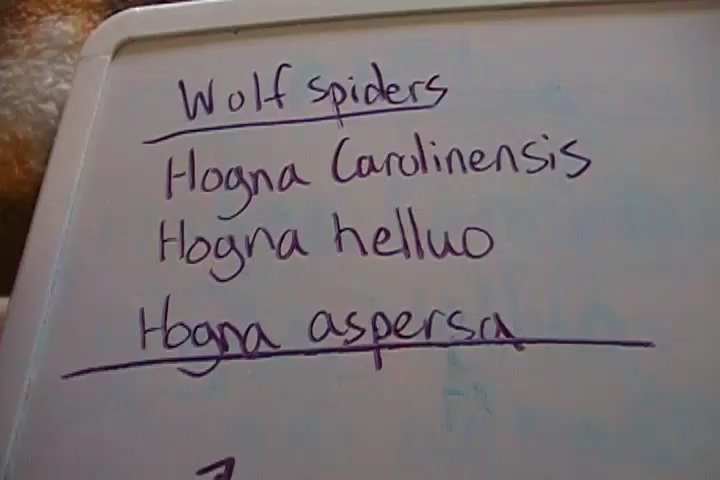 Wolf spiders
Hogna Carolinensis
Hogna helluo
Hogna aspersa